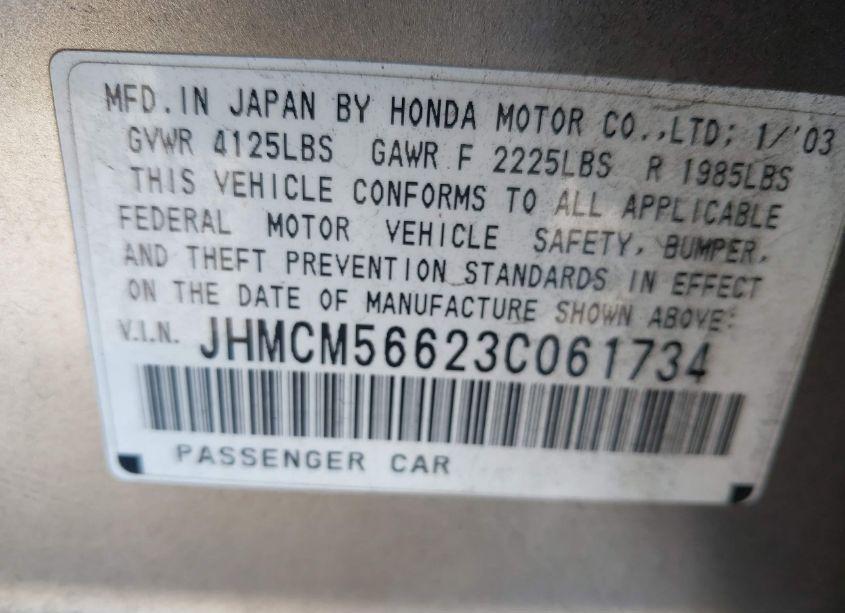 MFD. IN JAPAN BY HONDA MOTOR CO.,LTD; 1/'03
GVWR 4125LBS GAWR F 2225LBS R 1985LBS
THIS VEHICLE CONFORMS TO ALL APPLICABLE
FEDERAL MOTOR VEHICLE SAFETY, BUMPER,
AND THEFT PREVENTION STANDARDS IN EFFECT
ON THE DATE OF MANUFACTURE SHOWN ABOVE:
V.I.N. JHMCM56623C061734
PASSENGER CAR